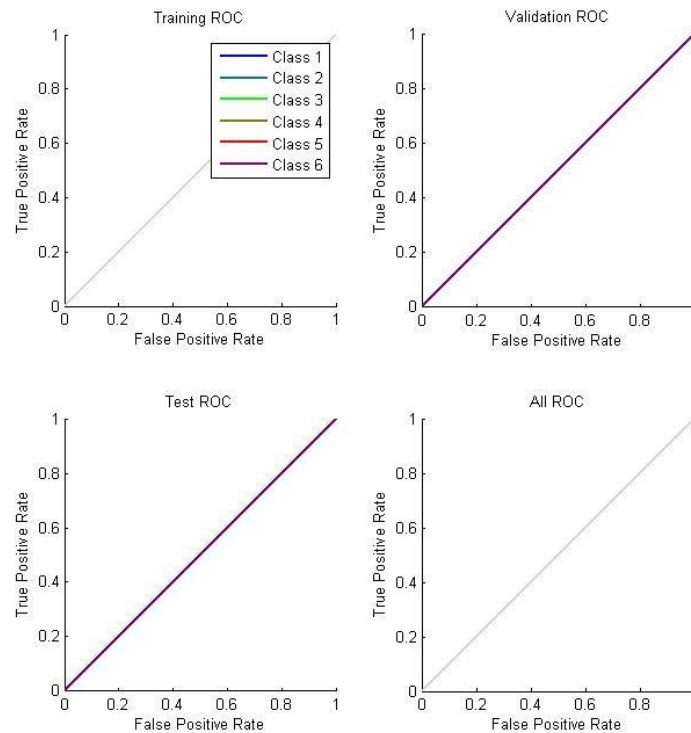 Training ROC
1
0.8
0.6
0.4
0.2
0
True Positive Rate
Class 1
Class 2
Class 3
Class 4
Class 5
Class 6
0 0.2 0.4 0.6 0.8 1
False Positive Rate
Validation ROC
1
0.8
0.6
0.4
0.2
0
True Positive Rate
0 0.2 0.4 0.6 0.8
False Positive Rate
Test ROC
1
0.8
0.6
0.4
0.2
0
True Positive Rate
0 0.2 0.4 0.6 0.8 1
False Positive Rate
All ROC
1
0.8
0.6
0.4
0.2
0
True Positive Rate
0 0.2 0.4 0.6 0.8
False Positive Rate